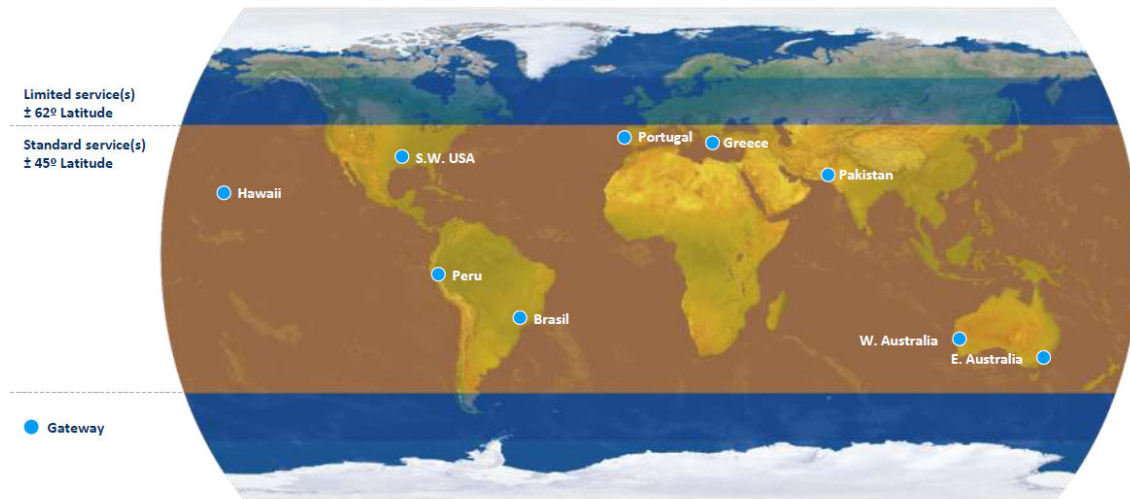 Limited service(s)
± 62º Latitude
Standard service(s)
± 45º Latitude
Portugal
Greece
S.W. USA
Pakistan
Hawaii
Peru
Brasil
W. Australia
E. Australia
Gateway